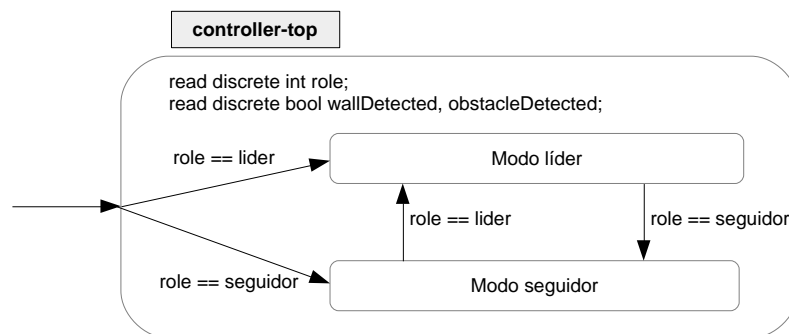 controller-top
read discrete int role;
read discrete bool wallDetected, obstacleDetected;
role == lider
Modo líder
role == lider
role == seguidor
role == seguidor
Modo seguidor